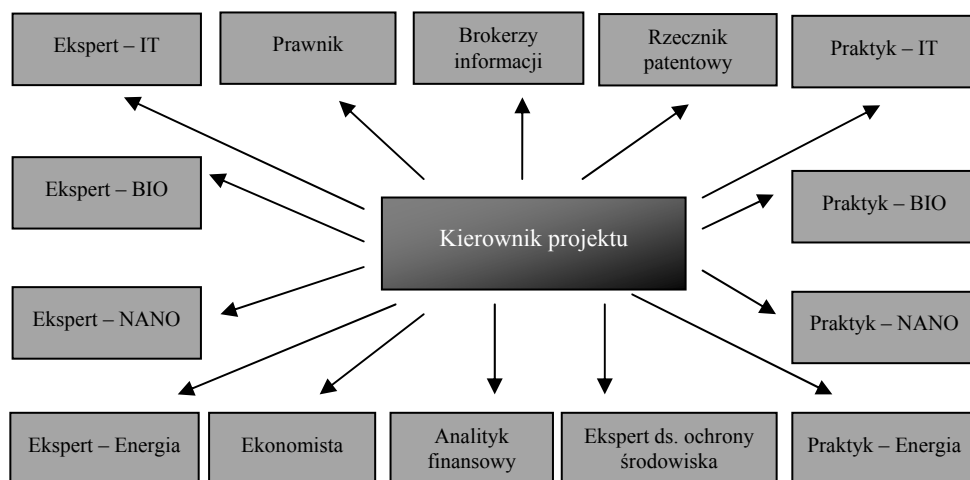 Ekspert – IT
Prawnik
Brokerzy
informacji
Rzecznik
patentowy
Praktyk – IT
Ekspert – BIO
Praktyk – BIO
Kierownik projektu
Ekspert – NANO
Praktyk – NANO
Ekspert – Energia
Ekonomista
Analityk
finansowy
Ekspert ds. ochrony
środowiska
Praktyk – Energia